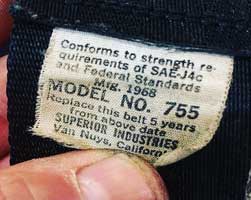 Conforms to strength re-
quirements of SAE-J4c
and Federal Standards
Mfg. 1968
MODEL NO. 755
Replace this belt 5 years
from above date
SUPERIOR INDUSTRIES
Van Nuys, Californ